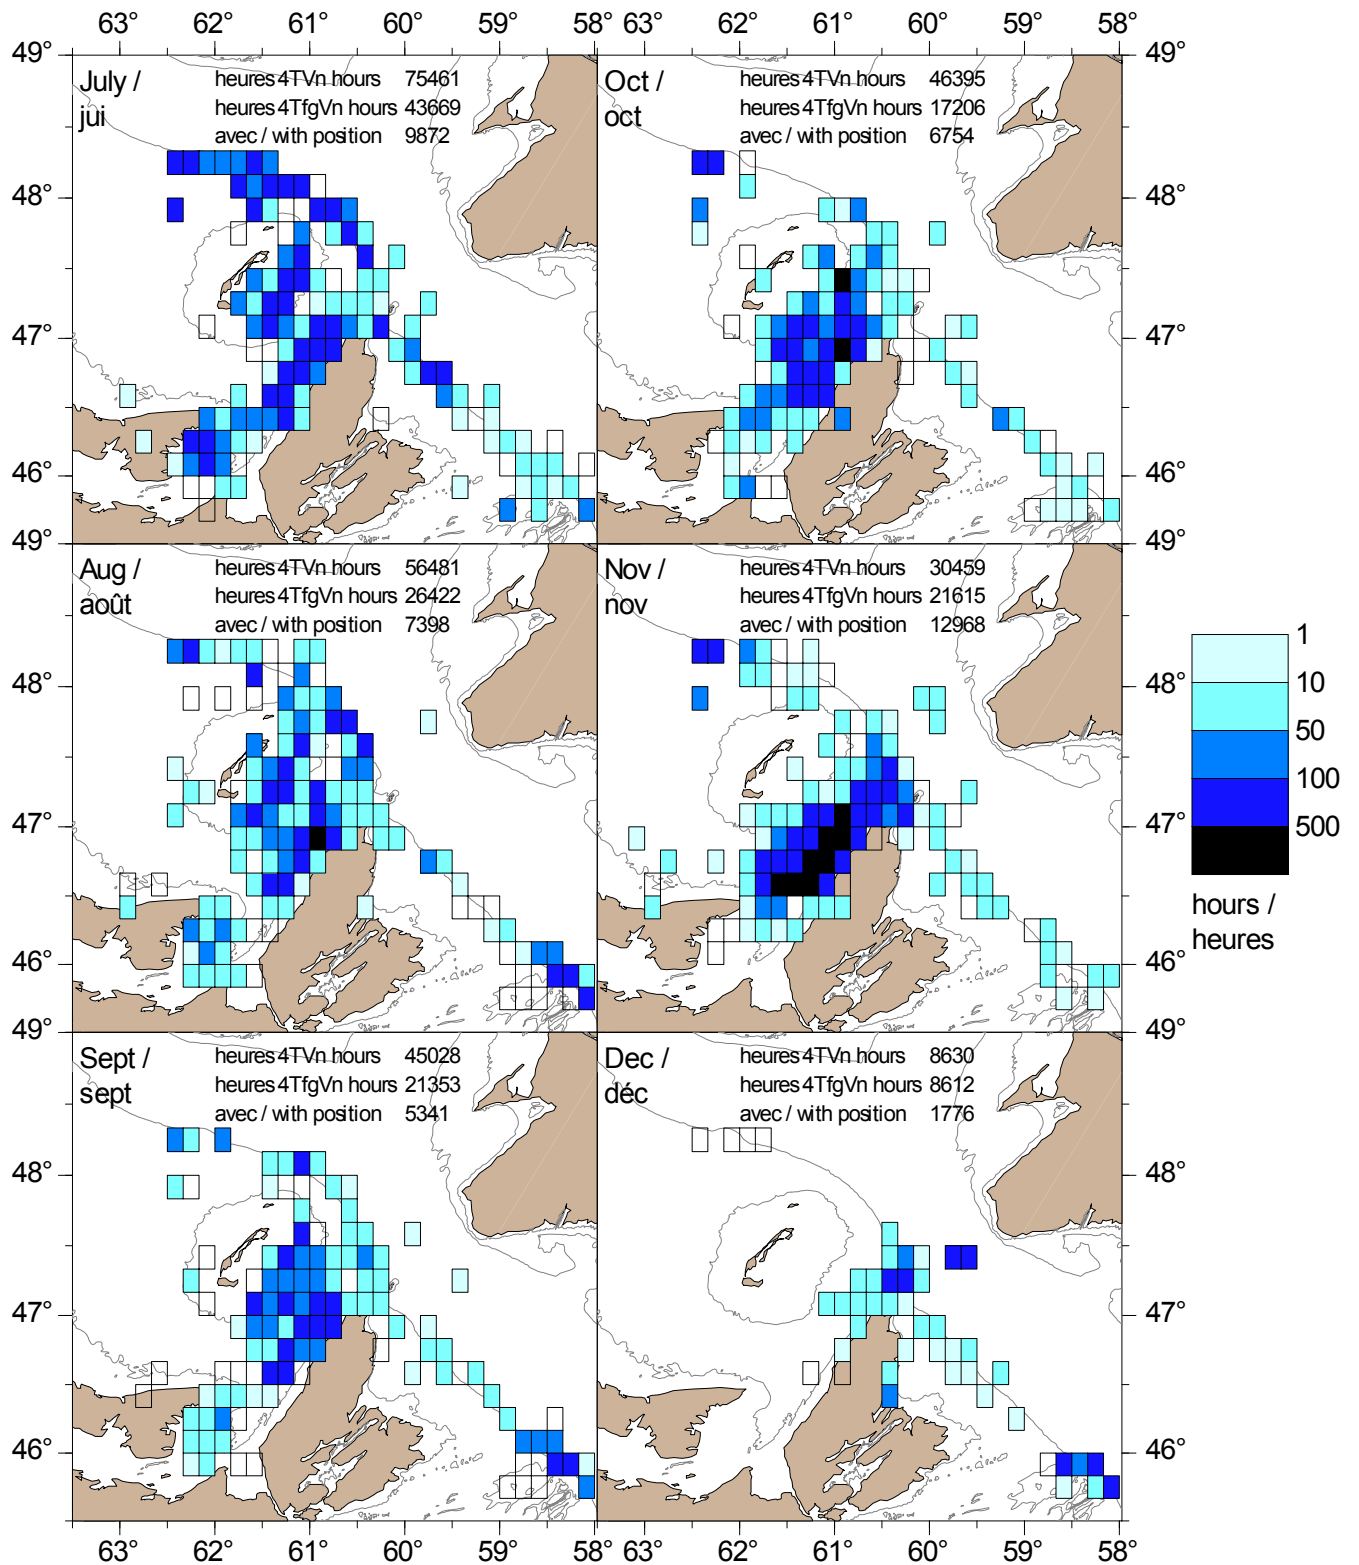 63° 62° 61° 60° 59° 58° 63° 62° 61° 60° 59° 58°
49° 49°
July /
jui
heures 4TVn hours 75461
heures 4TfgVn hours 43669
avec / with position 9872
Oct /
oct
heures 4TVn hours 46395
heures 4TfgVn hours 17206
avec / with position 6754
48° 48°
47° 47°
46° 46°
49° 49°
Aug /
août
heures 4TVn hours 56481
heures 4TfgVn hours 26422
avec / with position 7398
Nov /
nov
heures 4TVn hours 30459
heures 4TfgVn hours 21615
avec / with position 12968
48° 48°
47° 47°
46° 46°
49° 49°
1
10
50
100
500
hours /
heures
Sept /
sept
heures 4TVn hours 45028
heures 4TfgVn hours 21353
avec / with position 5341
Dec /
déc
heures 4TVn hours 8630
heures 4TfgVn hours 8612
avec / with position 1776
48° 48°
47° 47°
46° 46°
63° 62° 61° 60° 59° 58° 63° 62° 61° 60° 59° 58°